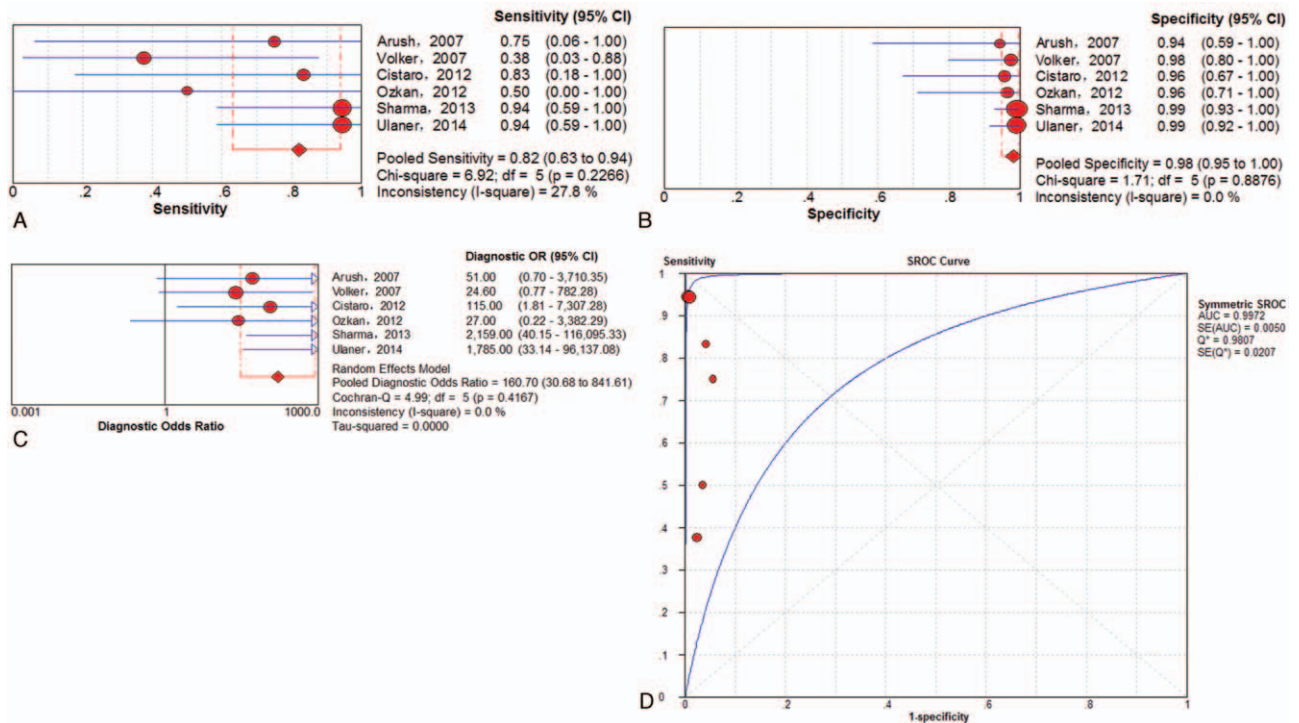 Sensitivity (95% CI)
Arush, 2007 0.75 (0.06 - 1.00)
Volker, 2007 0.38 (0.03 - 0.88)
Cistaro, 2012 0.83 (0.18 - 1.00)
Ozkan, 2012 0.50 (0.00 - 1.00)
Sharma, 2013 0.94 (0.59 - 1.00)
Ulaner, 2014 0.94 (0.59 - 1.00)
Pooled Sensitivity = 0.82 (0.63 to 0.94)
Chi-square = 6.92; df = 5 (p = 0.2266)
Inconsistency (I-square) = 27.8 %
0 .2 .4 .6 .8 1
Sensitivity
A
Specificity (95% CI)
Arush, 2007 0.94 (0.59 - 1.00)
Volker, 2007 0.98 (0.80 - 1.00)
Cistaro, 2012 0.96 (0.67 - 1.00)
Ozkan, 2012 0.96 (0.71 - 1.00)
Sharma, 2013 0.99 (0.93 - 1.00)
Ulaner, 2014 0.99 (0.92 - 1.00)
Pooled Specificity = 0.98 (0.95 to 1.00)
Chi-square = 1.71; df = 5 (p = 0.8876)
Inconsistency (I-square) = 0.0 %
0 .2 .4 .6 .8 1
Specificity
B
Diagnostic OR (95% CI)
Arush, 2007 51.00 (0.70 - 3,710.35)
Volker, 2007 24.60 (0.77 - 782.28)
Cistaro, 2012 115.00 (1.81 - 7,307.28)
Ozkan, 2012 27.00 (0.22 - 3,382.29)
Sharma, 2013 2,159.00 (40.15 - 116,095.33)
Ulaner, 2014 1,785.00 (33.14 - 96,137.08)
Random Effects Model
Pooled Diagnostic Odds Ratio = 160.70 (30.68 to 841.61)
Cochran-Q = 4.99; df = 5 (p = 0.4167)
Inconsistency (I-square) = 0.0 %
Tau-squared = 0.0000
0.001 1 1000.0
Diagnostic Odds Ratio
C
Sensitivity SROC Curve
1
.9
.8
.7
.6
.5
.4
.3
.2
.1
0
0 .2 .4 .6 .8 1
1-specificity
Symmetric SROC
AUC = 0.9972
SE(AUC) = 0.0050
Q* = 0.9807
SE(Q*) = 0.0207
D